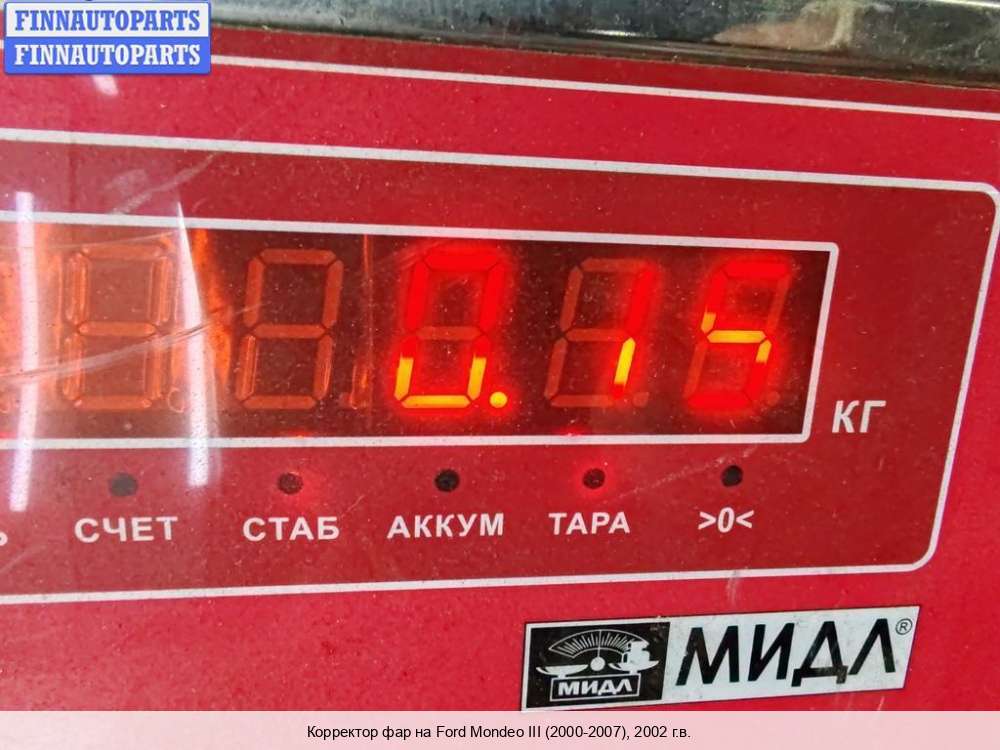 FINNAUTOPARTS
FINNAUTOPARTS
0.15
КГ
СЧЕТ СТАБ АККУМ ТАРА >0<
МИДЛ
МИДЛ®
Корректор фар на Ford Mondeo III (2000-2007), 2002 г.в.